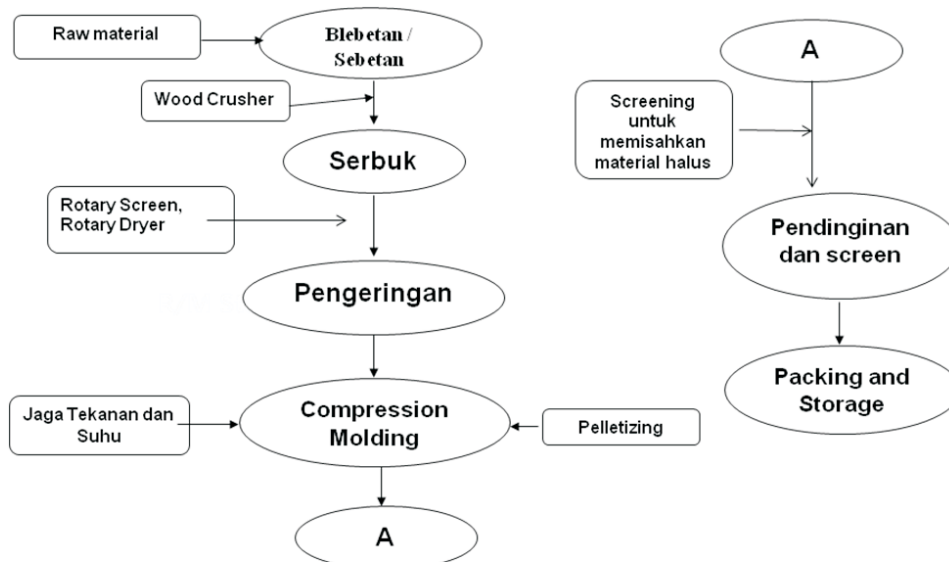 Raw material
Blebetan /
Sebetan
Wood Crusher
Serbuk
Rotary Screen,
Rotary Dryer
Pengeringan
Jaga Tekanan dan
Suhu
Compression
Molding
Pelletizing
A
A
Screening
untuk
memisahkan
material halus
Pendinginan
dan screen
Packing and
Storage